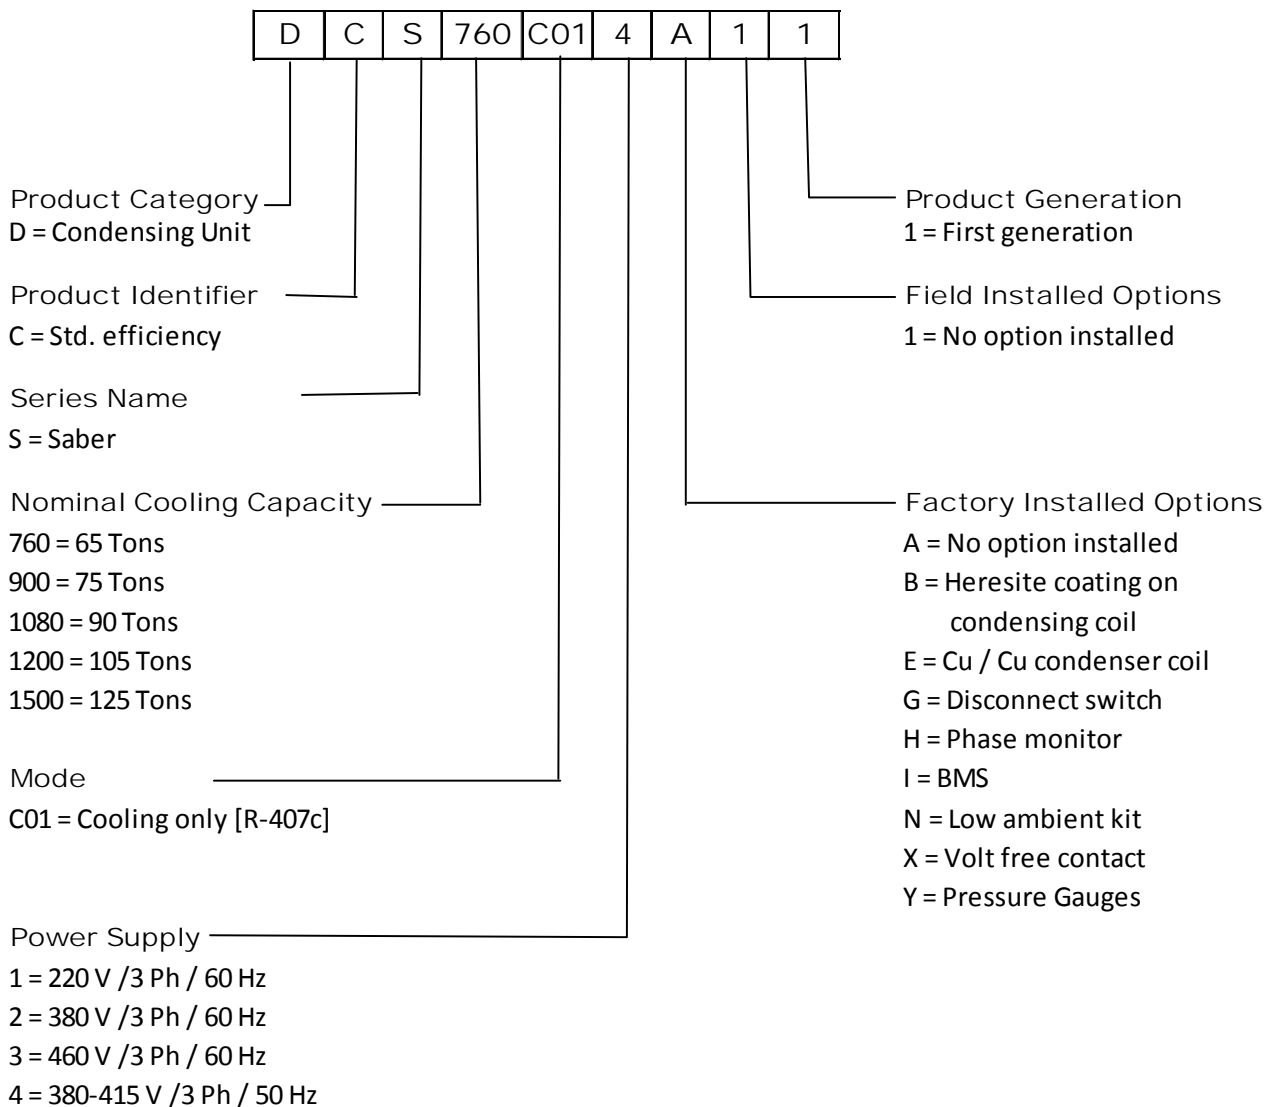 D C S 760 C01 4 A 1 1
Product Category
D = Condensing Unit
Product Identifier
C = Std. efficiency
Series Name
S = Saber
Nominal Cooling Capacity
760 = 65 Tons
900 = 75 Tons
1080 = 90 Tons
1200 = 105 Tons
1500 = 125 Tons
Mode
C01 = Cooling only [R-407c]
Power Supply
1 = 220 V /3 Ph / 60 Hz
2 = 380 V /3 Ph / 60 Hz
3 = 460 V /3 Ph / 60 Hz
4 = 380-415 V /3 Ph / 50 Hz
Product Generation
1 = First generation
Field Installed Options
1 = No option installed
Factory Installed Options
A = No option installed
B = Heresite coating on
condensing coil
E = Cu / Cu condenser coil
G = Disconnect switch
H = Phase monitor
I = BMS
N = Low ambient kit
X = Volt free contact
Y = Pressure Gauges